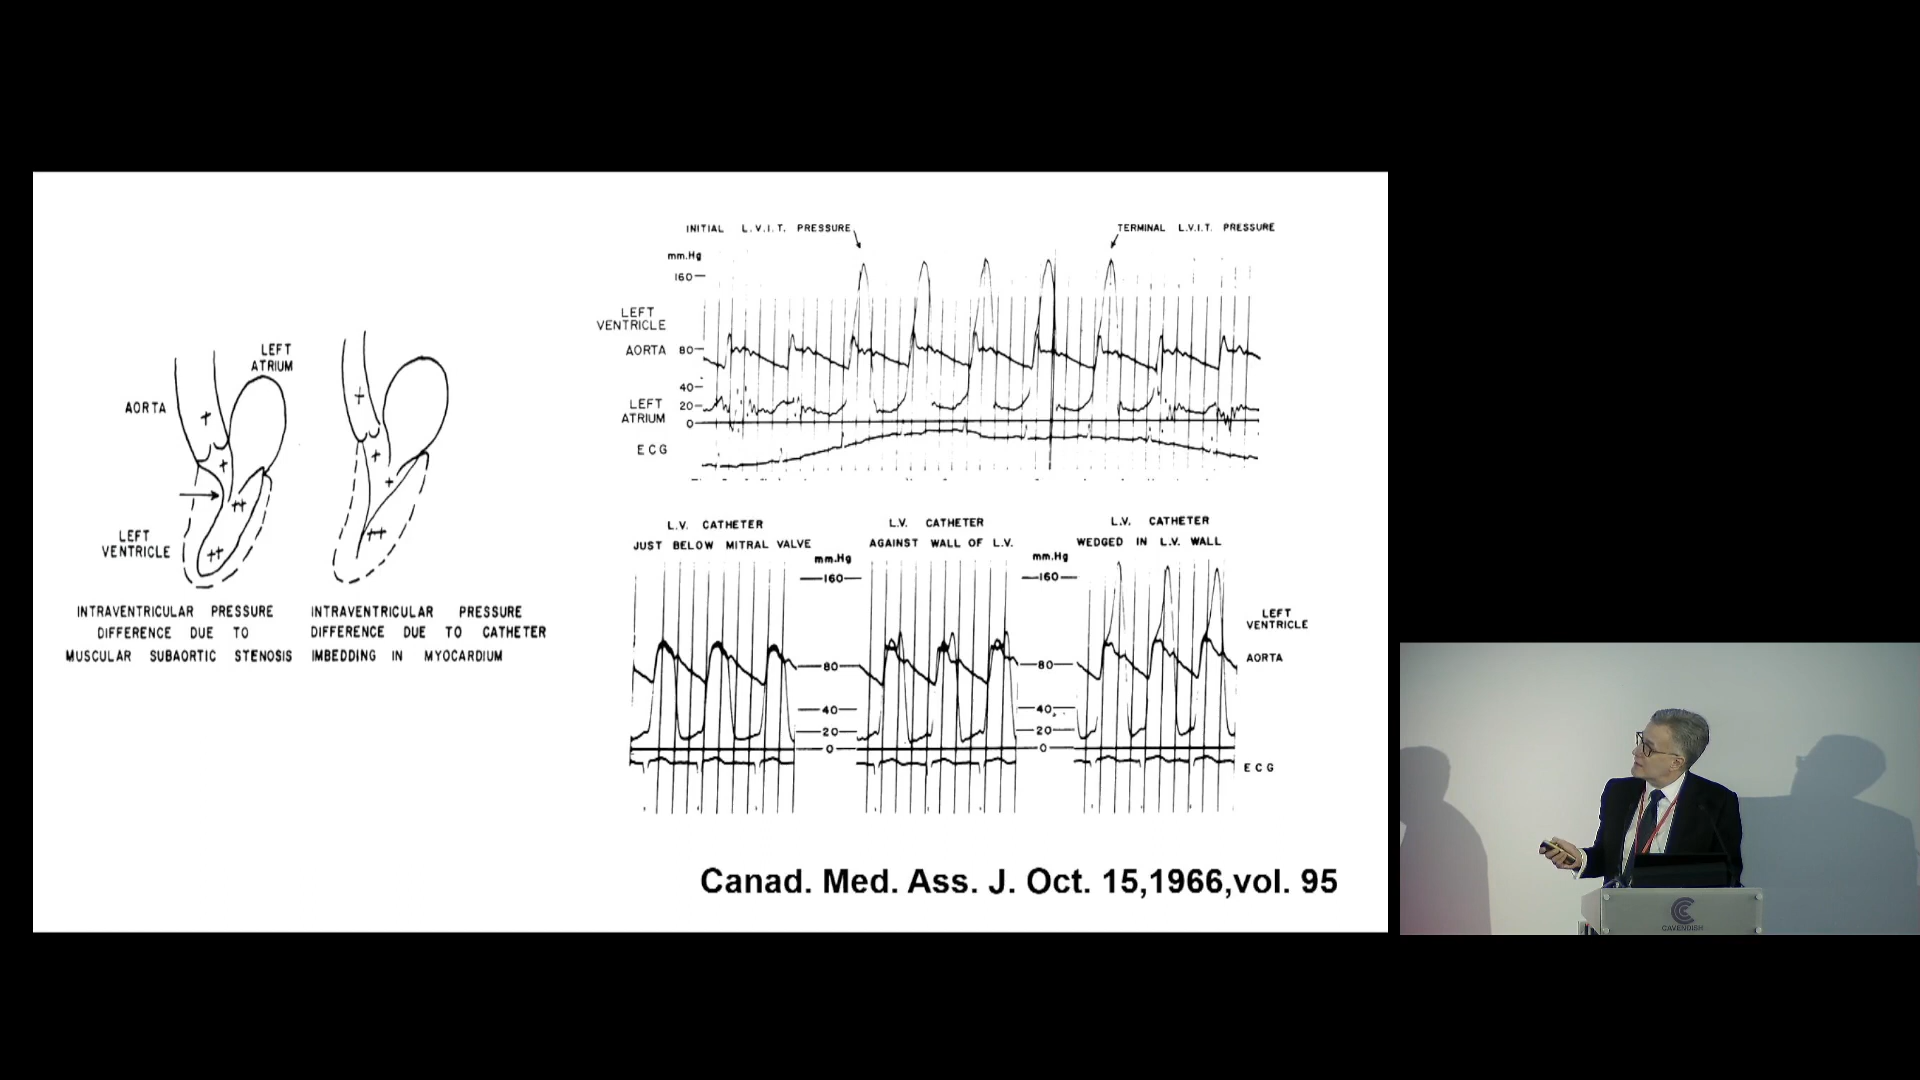 LEFT
ATRIUM
AORTA
LEFT
VENTRICLE
INTRAVENTRICULAR PRESSURE
DIFFERENCE DUE TO
MUSCULAR SUBAORTIC STENOSIS
INTRAVENTRICULAR PRESSURE
DIFFERENCE DUE TO CATHETER
IMBEDDING IN MYOCARDIUM
INITIAL L.V.I.T. PRESSURE
TERMINAL L.V.I.T. PRESSURE
mm.Hg
160
LEFT
VENTRICLE
AORTA 80
40
LEFT
ATRIUM
20
0
ECG
L.V. CATHETER
JUST BELOW MITRAL VALVE
mm.Hg
160
80
40
20
0
L.V. CATHETER
AGAINST WALL OF L.V.
mm.Hg
160
80
40
20
0
L.V. CATHETER
WEDGED IN L.V. WALL
LEFT
VENTRICLE
AORTA
ECG
Canad. Med. Ass. J. Oct. 15,1966,vol. 95
CAVENDISH